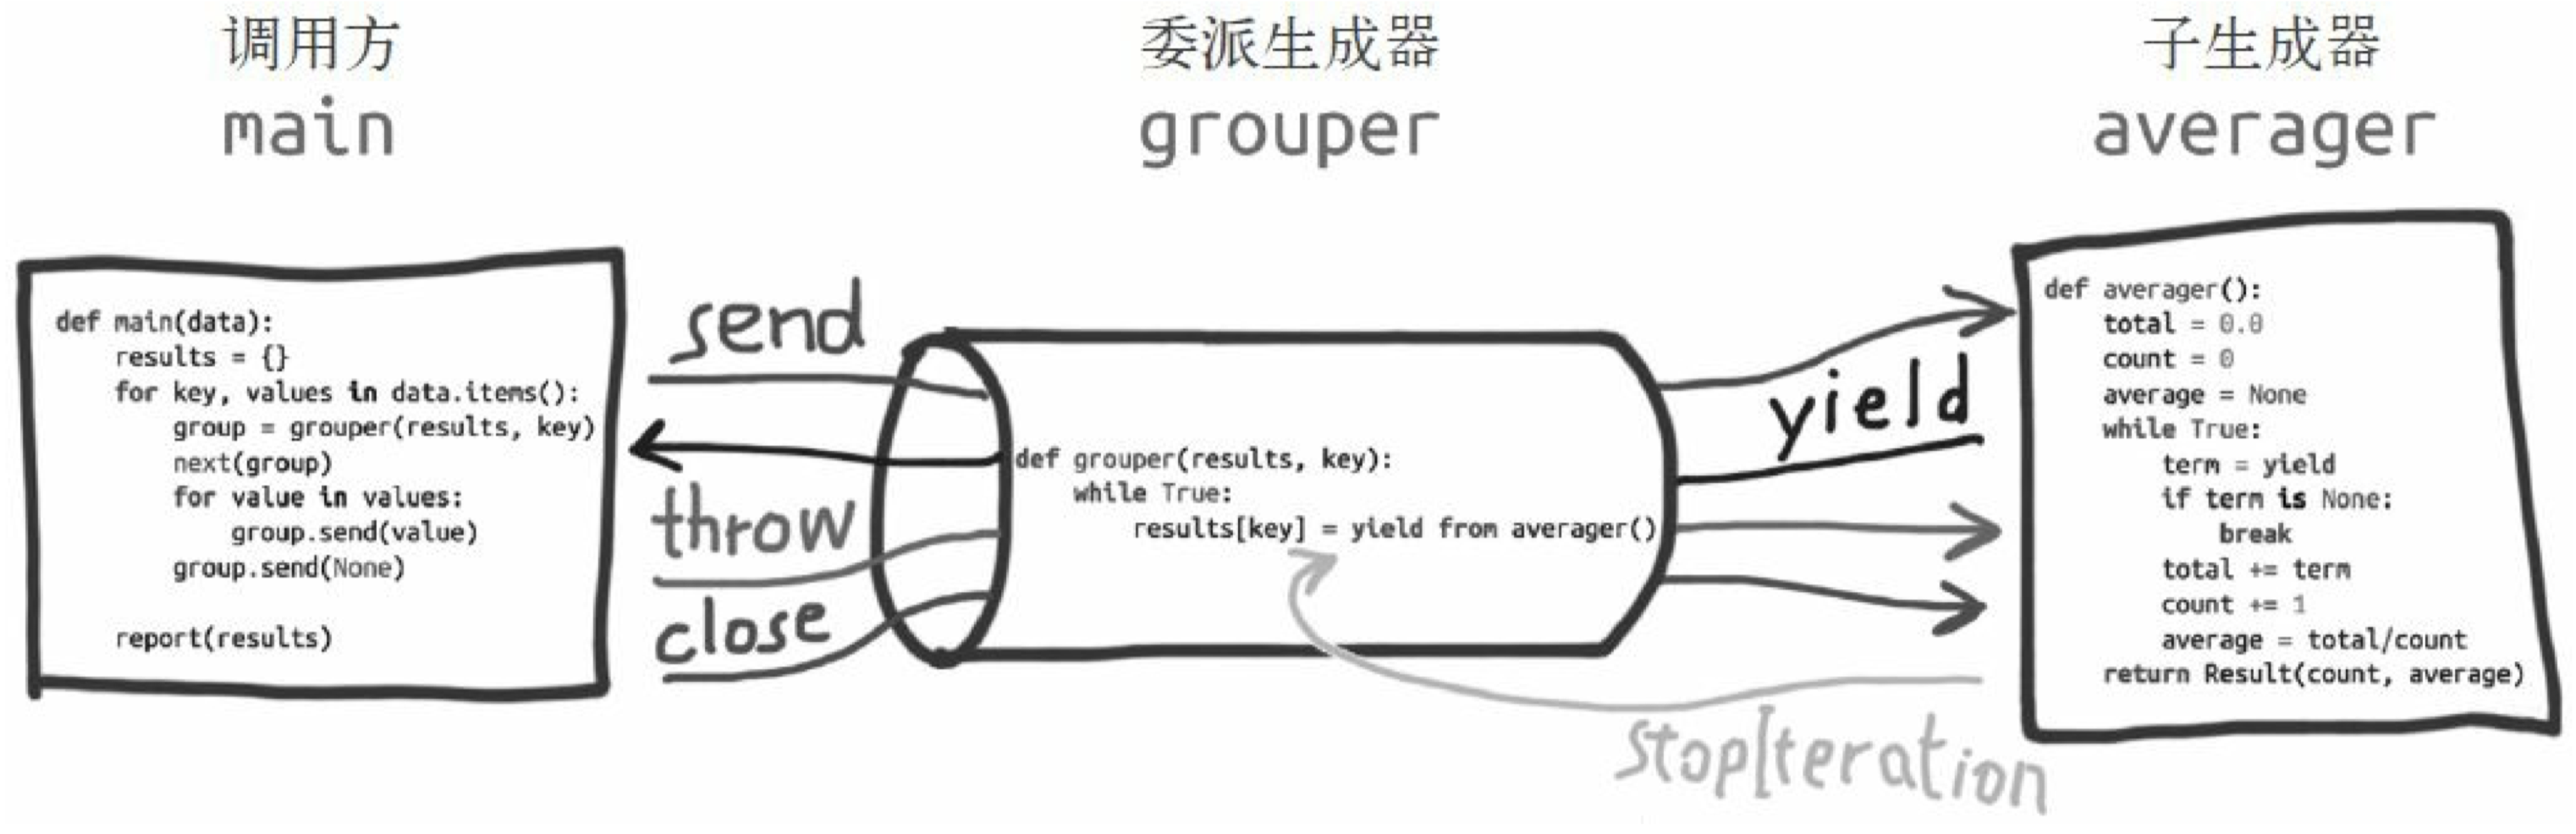 调用方
main
委派生成器
grouper
子生成器
averager
def main(data):
    results = {}
    for key, values in data.items():
        group = grouper(results, key)
        next(group)
        for value in values:
            group.send(value)
        group.send(None)
    report(results)
send
throw
close
def grouper(results, key):
    while True:
        results[key] = yield from averager()
yield
StopIteration
def averager():
    total = 0.0
    count = 0
    average = None
    while True:
        term = yield
        if term is None:
            break
        total += term
        count += 1
        average = total/count
    return Result(count, average)